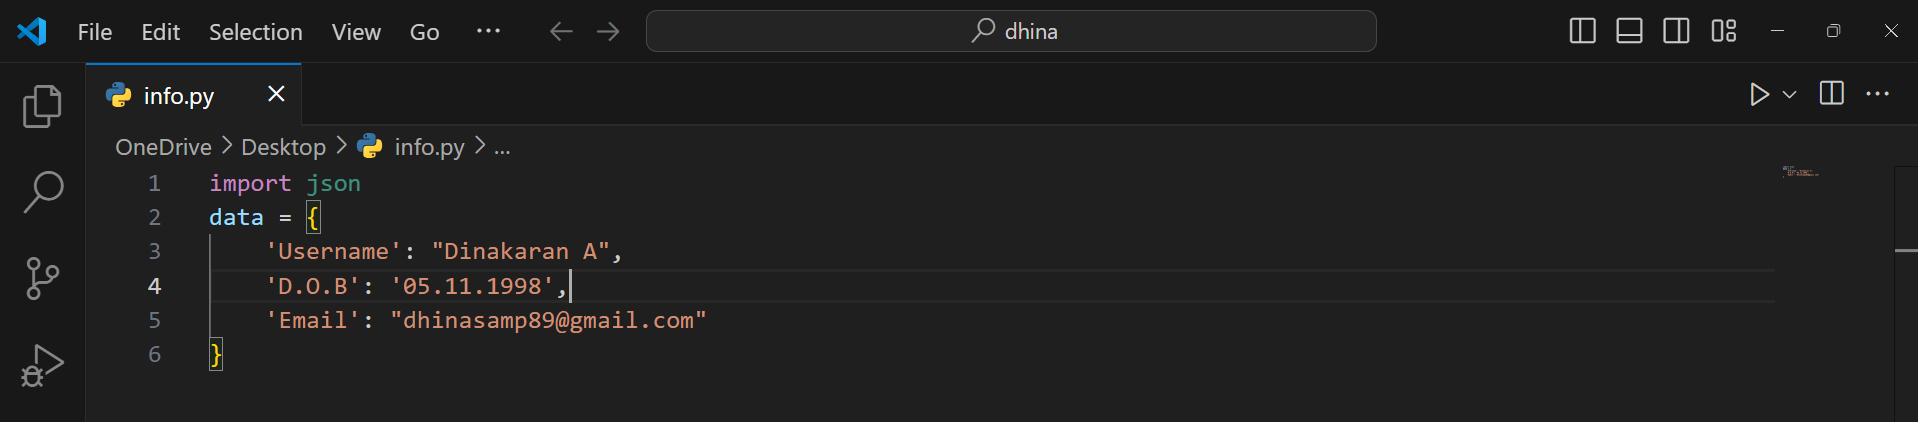 File Edit Selection View Go ··· dhina
info.py
OneDrive > Desktop > info.py > ...
1 import json
2 data = {
3     'Username': "Dinakaran A",
4     'D.O.B': '05.11.1998',
5     'Email': "dhinasamp89@gmail.com"
6 }